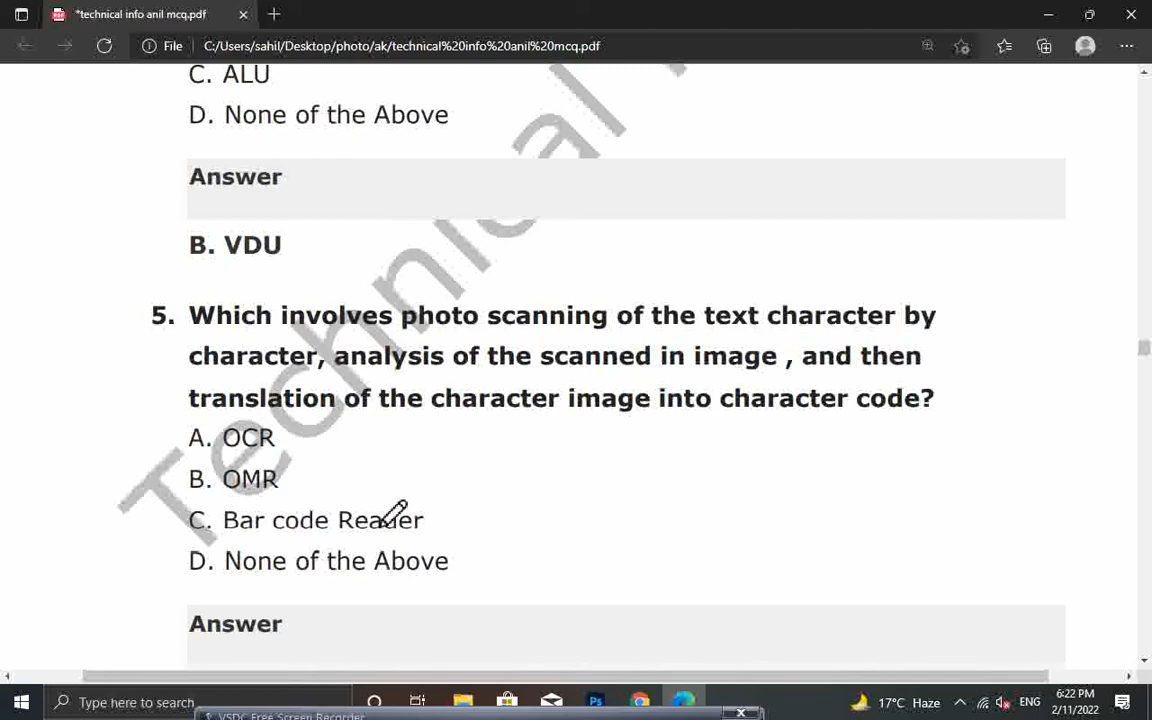 *technical info anil mcq.pdf
File
C:/Users/sahil/Desktop/photo/ak/technical%20info%20anil%20mcq.pdf
C. ALU
D. None of the Above
Answer
B. VDU
5. Which involves photo scanning of the text character by
character, analysis of the scanned in image , and then
translation of the character image into character code?
A. OCR
B. OMR
C. Bar code Reader
D. None of the Above
Answer
Technical
Type here to search
Ps
17°C Haze
ENG
6:22 PM
2/11/2022
VSDC Free Screen Recorder